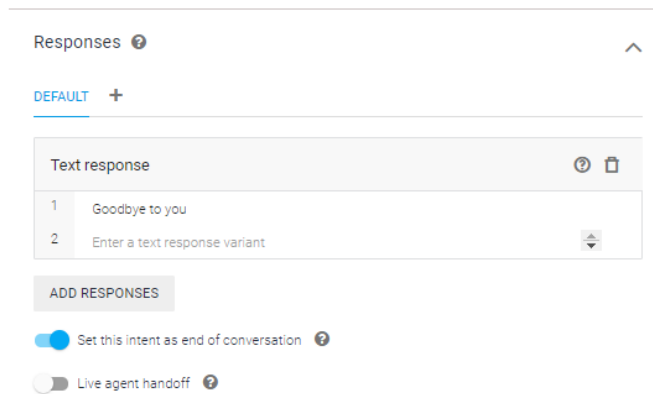 Responses ?
DEFAULT +
Text response ?
1 Goodbye to you
2 Enter a text response variant
ADD RESPONSES
Set this intent as end of conversation ?
Live agent handoff ?